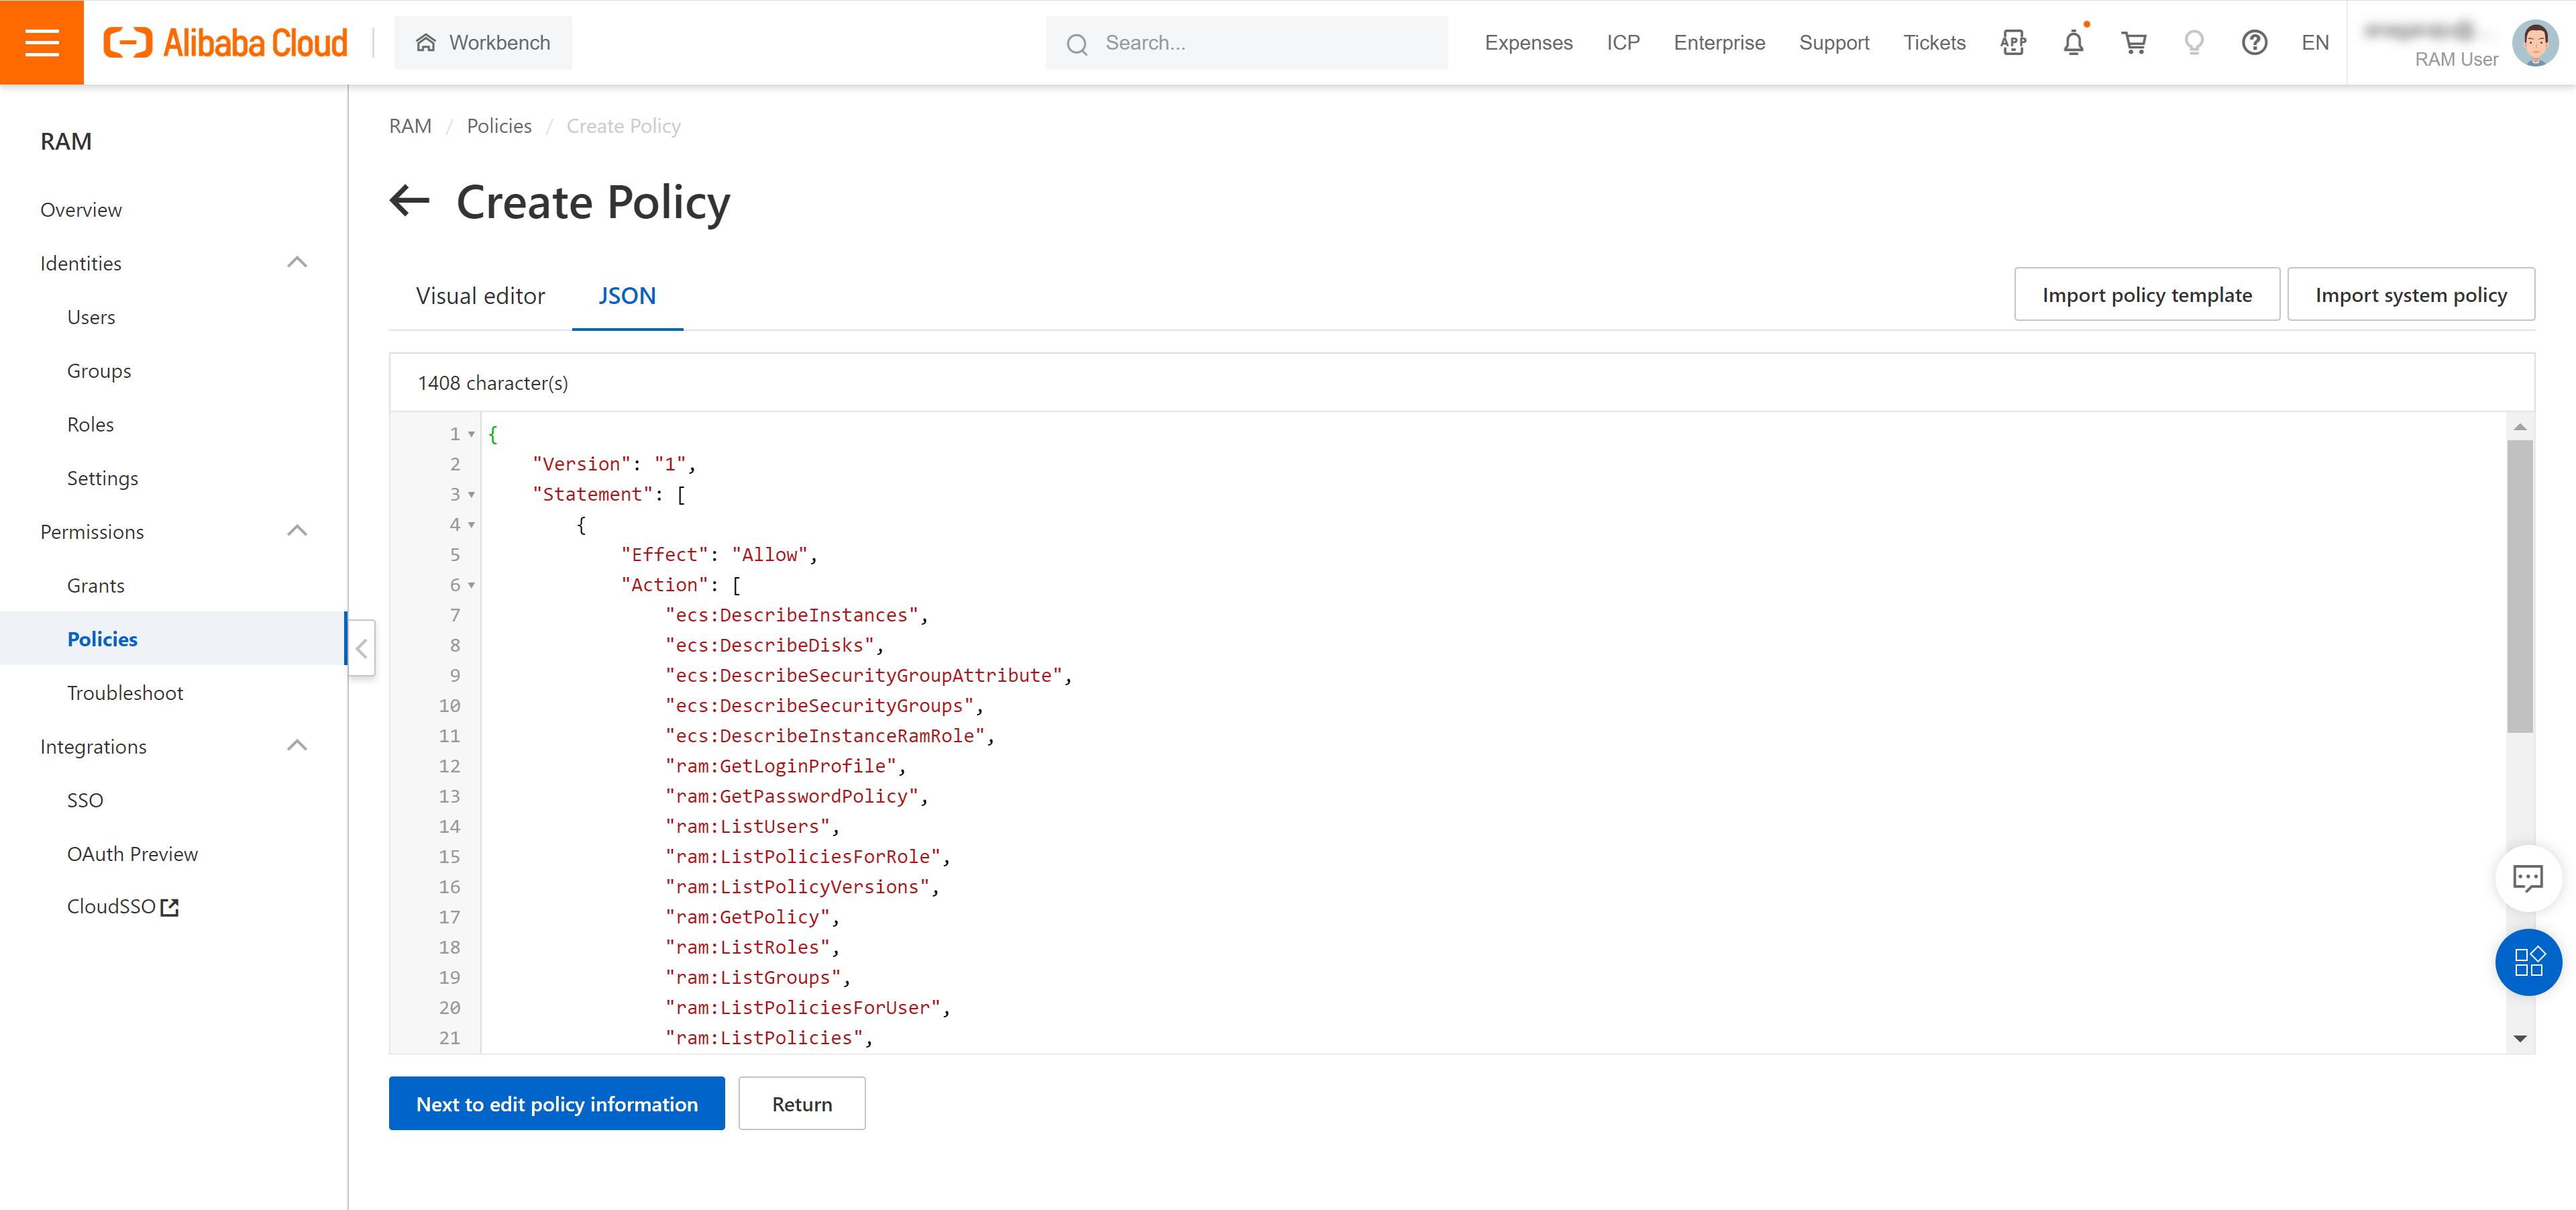 Alibaba Cloud
Workbench
Search...
Expenses
ICP
Enterprise
Support
Tickets
APP
EN
RAM User
RAM
Overview
Identities
Users
Groups
Roles
Settings
Permissions
Grants
Policies
Troubleshoot
Integrations
SSO
OAuth Preview
CloudSSO
RAM / Policies / Create Policy
Create Policy
Visual editor
JSON
Import policy template
Import system policy
1408 character(s)
1 {
2 "Version": "1",
3 "Statement": [
4 {
5 "Effect": "Allow",
6 "Action": [
7 "ecs:DescribeInstances",
8 "ecs:DescribeDisks",
9 "ecs:DescribeSecurityGroupAttribute",
10 "ecs:DescribeSecurityGroups",
11 "ecs:DescribeInstanceRamRole",
12 "ram:GetLoginProfile",
13 "ram:GetPasswordPolicy",
14 "ram:ListUsers",
15 "ram:ListPoliciesForRole",
16 "ram:ListPolicyVersions",
17 "ram:GetPolicy",
18 "ram:ListRoles",
19 "ram:ListGroups",
20 "ram:ListPoliciesForUser",
21 "ram:ListPolicies",
Next to edit policy information
Return